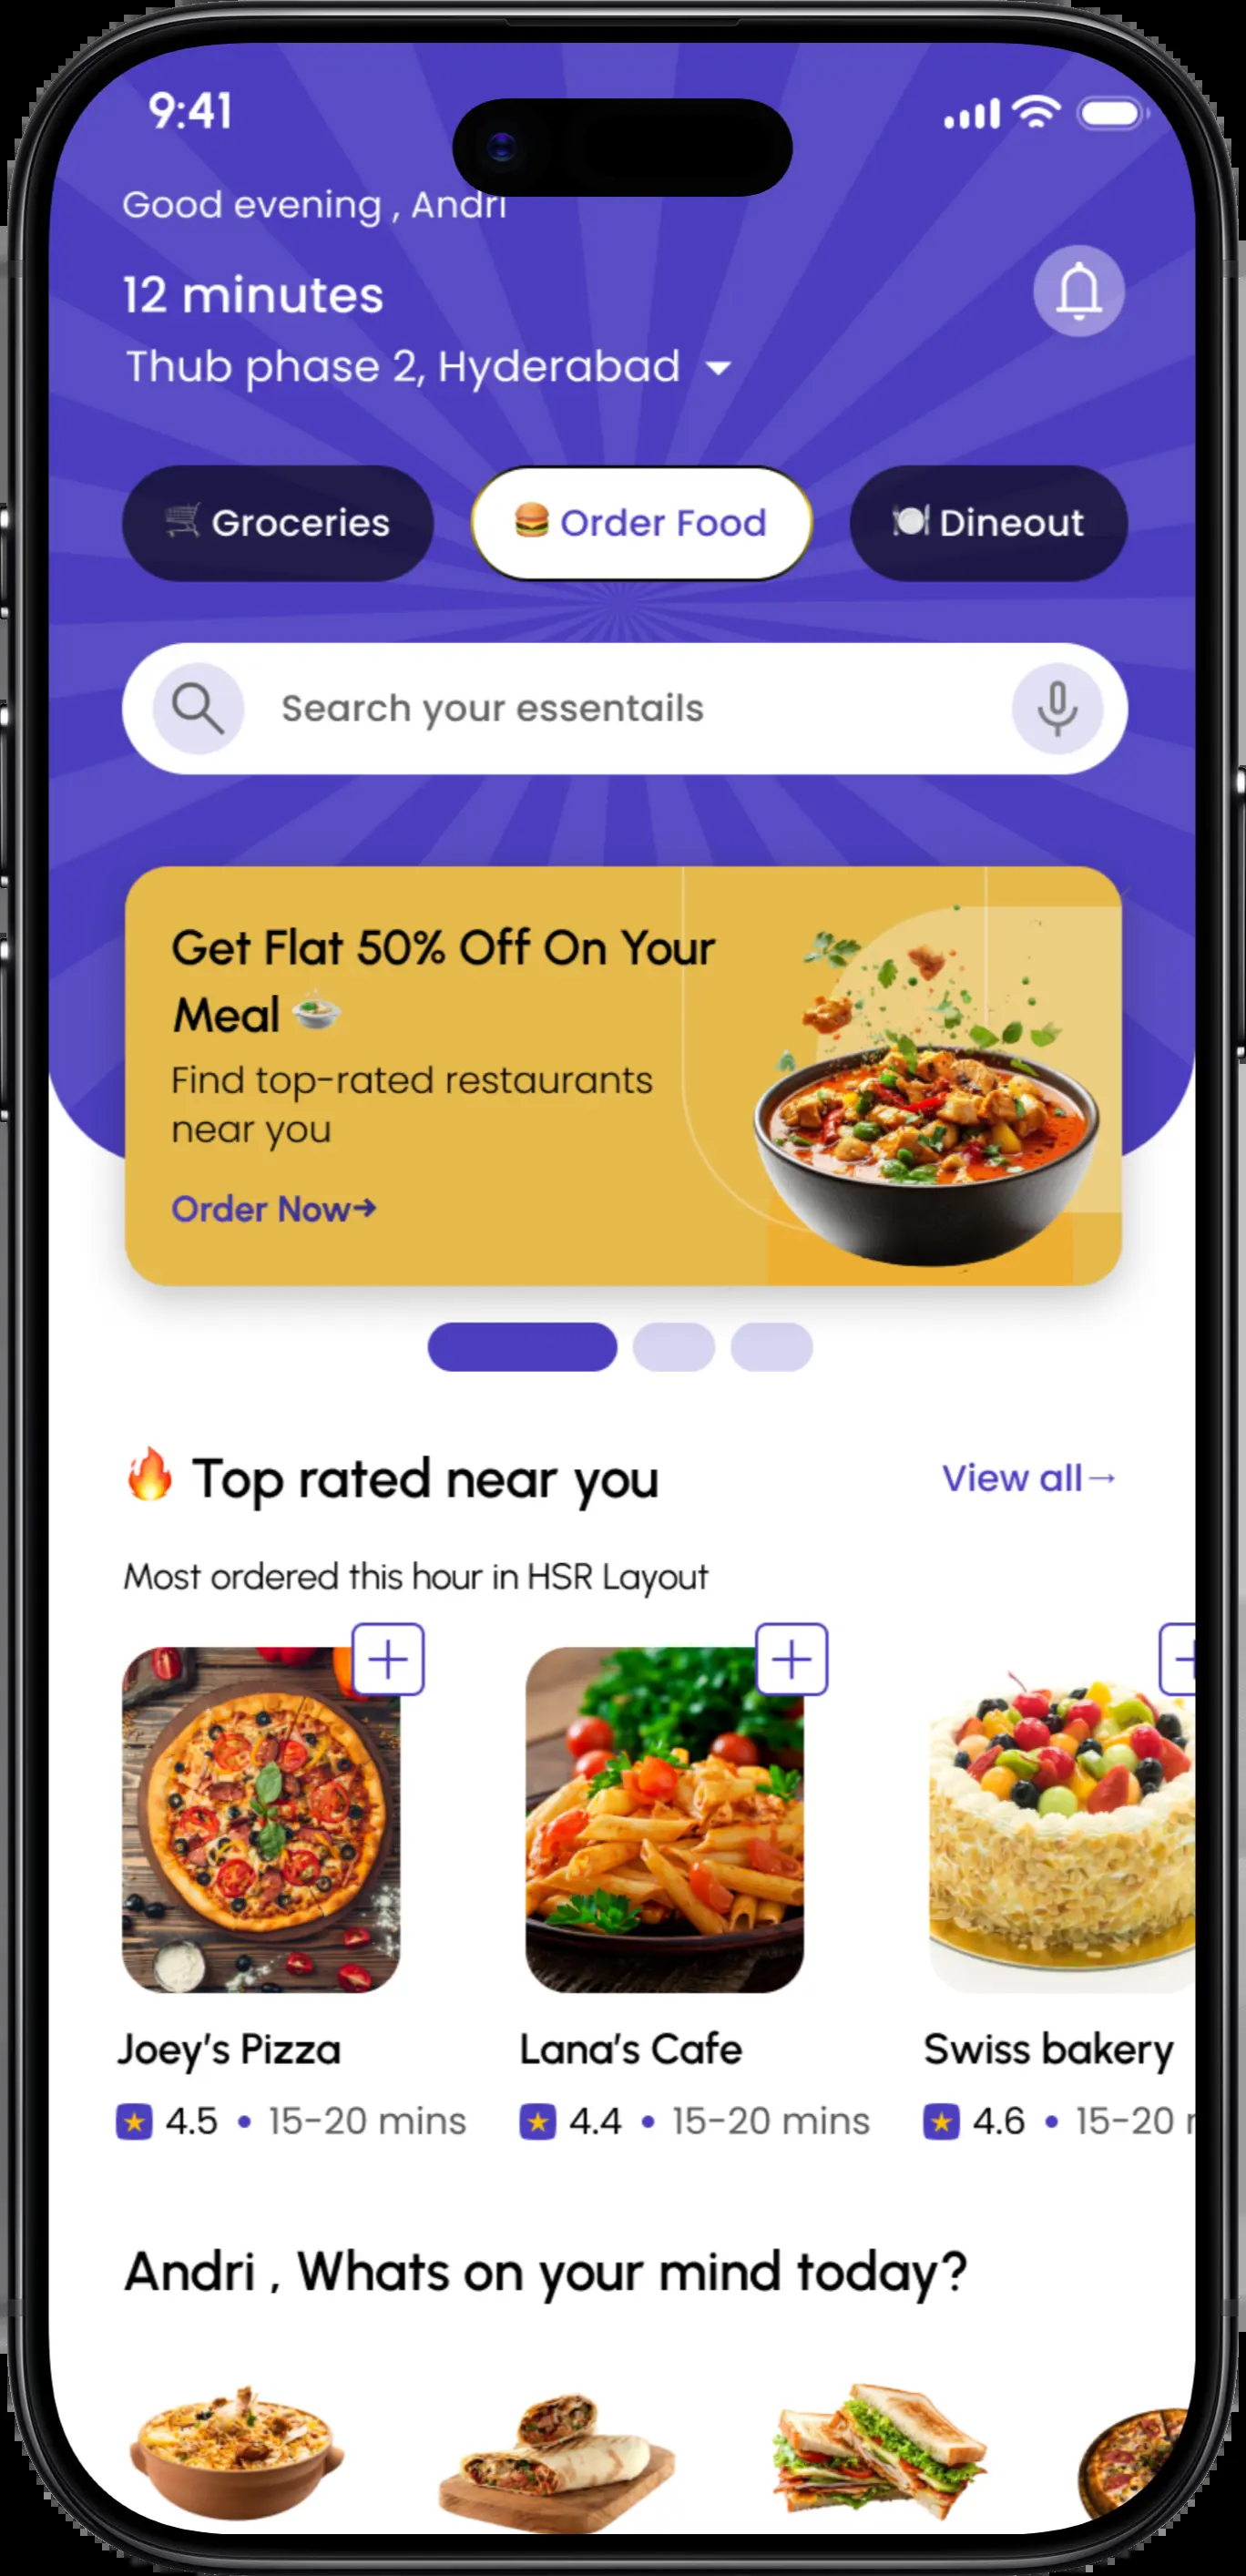 9:41
Good evening , Andri
12 minutes
Thub phase 2, Hyderabad
Groceries
Order Food
Dineout
Search your essentails
Get Flat 50% Off On Your
Meal
Find top-rated restaurants
near you
Order Now→
Top rated near you
View all→
Most ordered this hour in HSR Layout
Joey's Pizza
Lana's Cafe
Swiss bakery
4.5 • 15-20 mins
4.4 • 15-20 mins
4.6 • 15-20
Andri , Whats on your mind today?